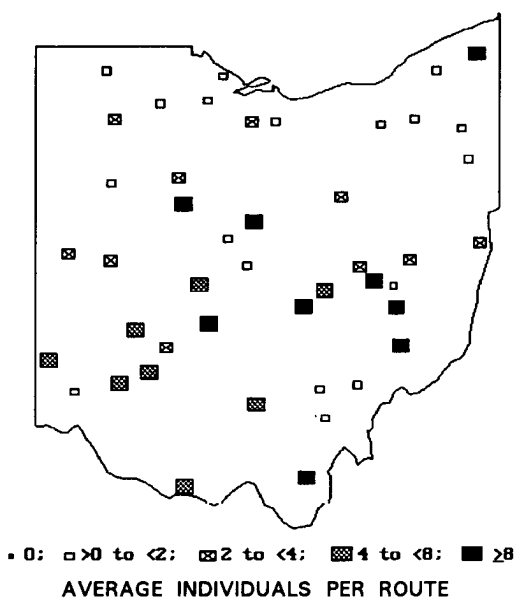 ▪ 0; ▭ >0 to <2; ⊠ 2 to <4; ▩ 4 to <8; ■ ≥8
AVERAGE INDIVIDUALS PER ROUTE